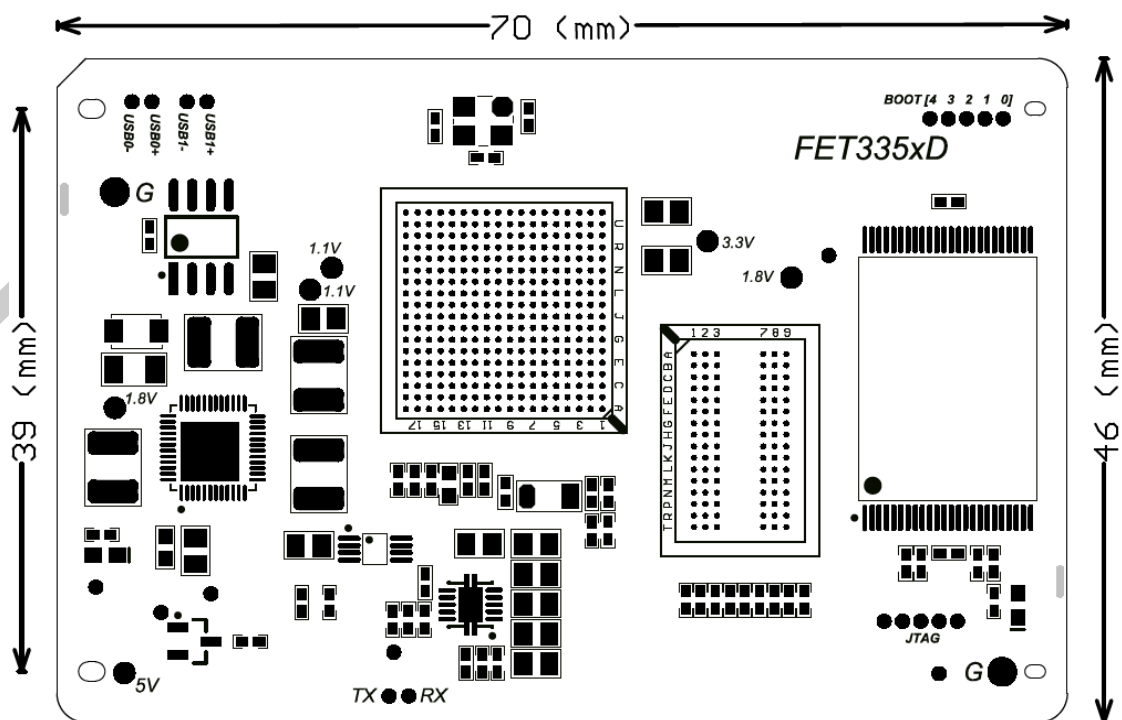 70 (mm)
BOOT [4 3 2 1 0]
USB0-
USB0+
USB1-
USB1+
FET335xD
G
3.3V
1.1V
1.8V
1.1V
U R N L J G E C A
17 15 13 11 9 7 5 3 1
1 2 3 7 8 9
A B C D E F G H J K L M N P R T
39 (mm)
46 (mm)
1.8V
JTAG
G
5V
TX RX